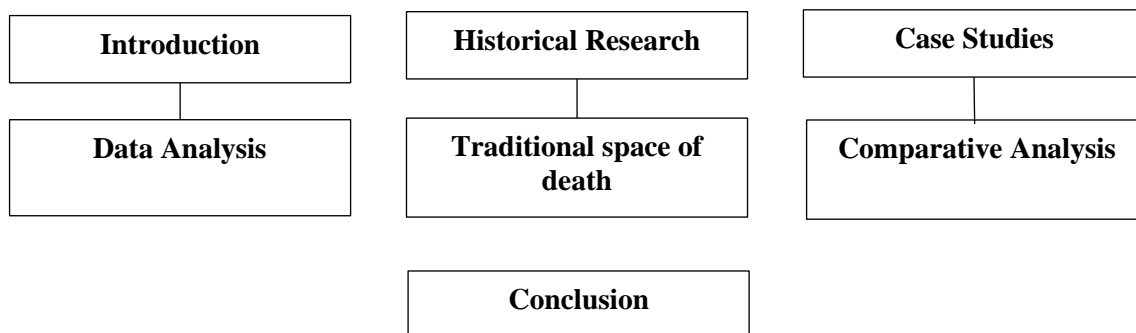 Introduction
Historical Research
Case Studies
Data Analysis
Traditional space of
death
Comparative Analysis
Conclusion